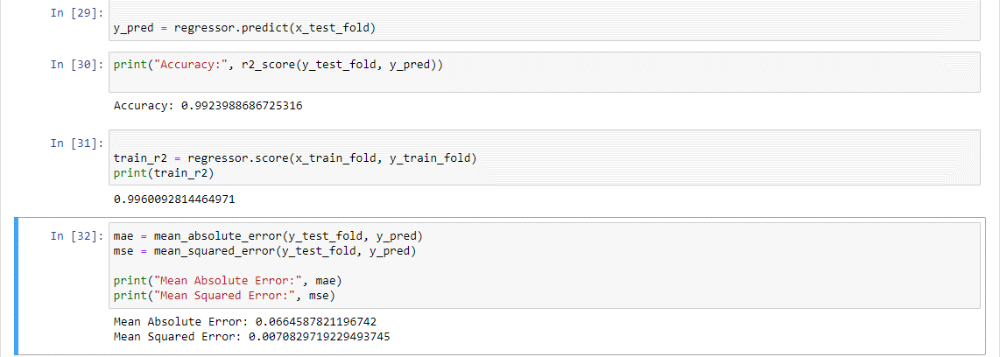 In [29]:
y_pred = regressor.predict(x_test_fold)
In [30]: print("Accuracy:", r2_score(y_test_fold, y_pred))
Accuracy: 0.9923988686725316
In [31]:
train_r2 = regressor.score(x_train_fold, y_train_fold)
print(train_r2)
0.9960092814464971
In [32]: mae = mean_absolute_error(y_test_fold, y_pred)
mse = mean_squared_error(y_test_fold, y_pred)
print("Mean Absolute Error:", mae)
print("Mean Squared Error:", mse)
Mean Absolute Error: 0.0664587821196742
Mean Squared Error: 0.0070829719229493745